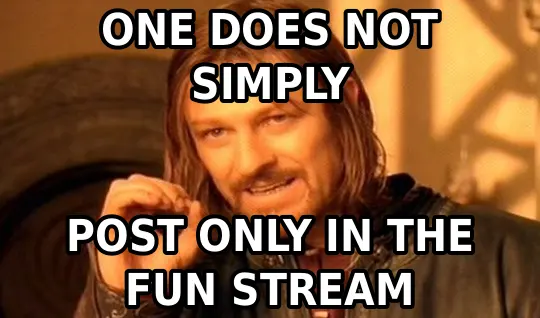 ONE DOES NOT
SIMPLY
POST ONLY IN THE
FUN STREAM